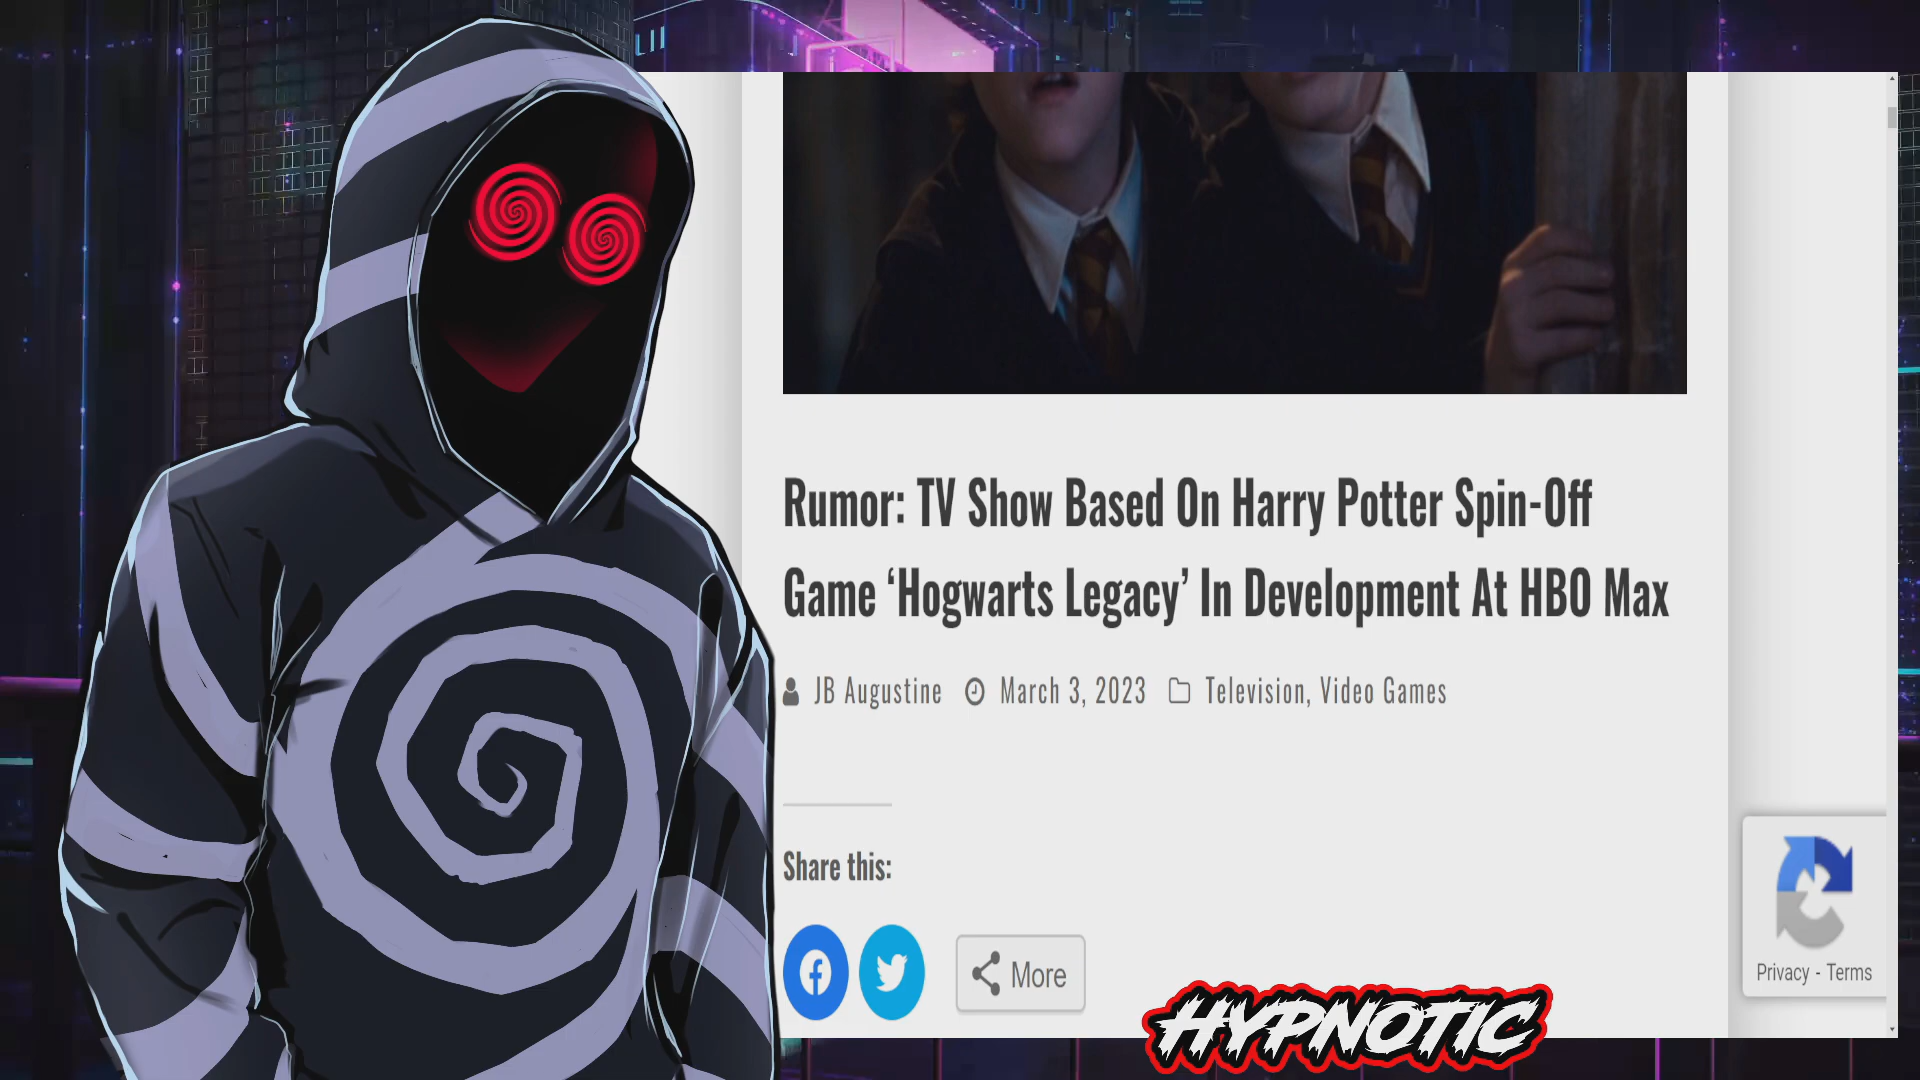 Rumor: TV Show Based On Harry Potter Spin-Off
Game ‘Hogwarts Legacy’ In Development At HBO Max
JB Augustine March 3, 2023 Television, Video Games
Share this:
More
Privacy - Terms
HYPNOTIC